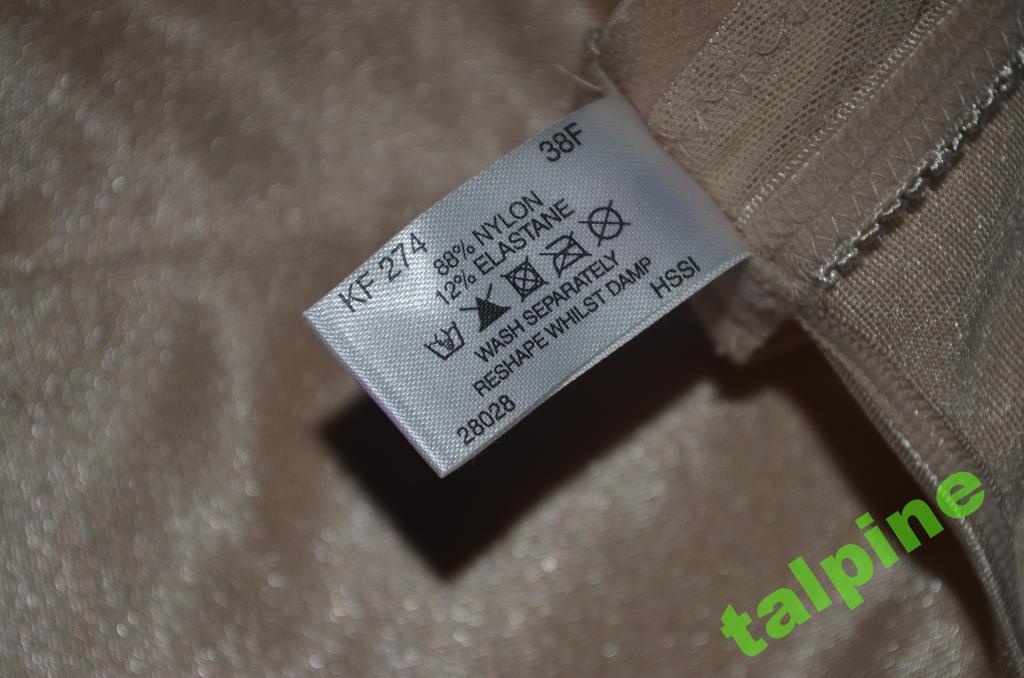 38F
KF 274
88% NYLON
12% ELASTANE
WASH SEPARATELY
RESHAPE WHILST DAMP
HSSI
28028
talpine